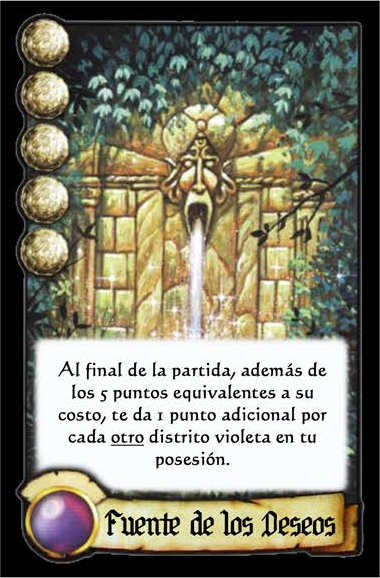 Al final de la partida, además de
los 5 puntos equivalentes a su
costo, te da 1 punto adicional por
cada otro distrito violeta en tu
posesión.
Fuente de los Deseos